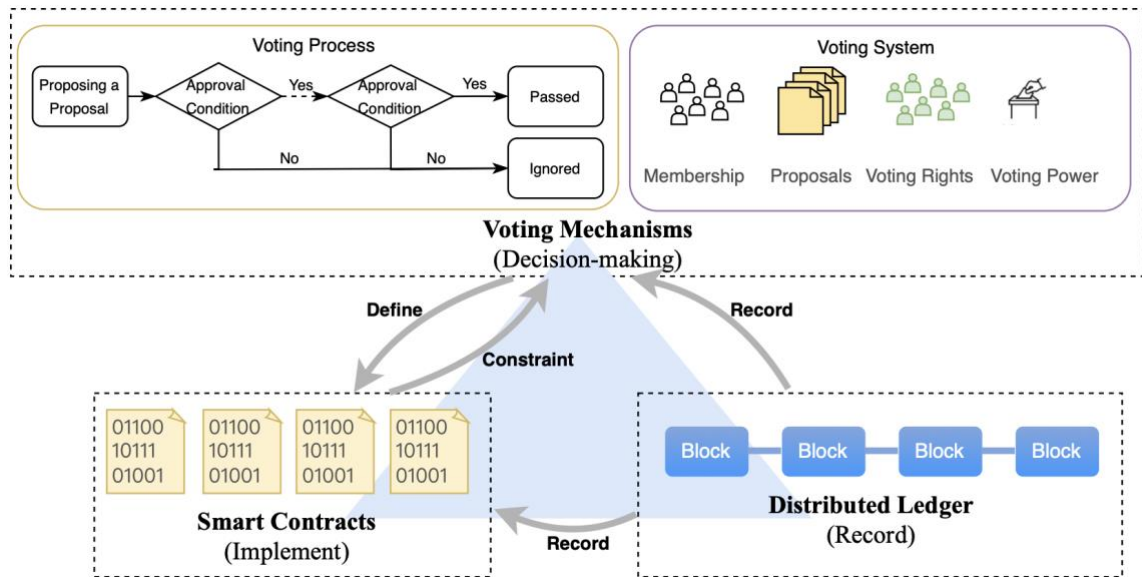 Voting Process
Proposing a
Proposal
Approval
Condition
Yes
Approval
Condition
Yes
Passed
No
No
Ignored
Voting System
Membership
Proposals
Voting Rights
Voting Power
Voting Mechanisms
(Decision-making)
Define
Constraint
Record
01100
10111
01001
01100
10111
01001
01100
10111
01001
01100
10111
01001
Smart Contracts
(Implement)
Record
Block
Block
Block
Block
Distributed Ledger
(Record)